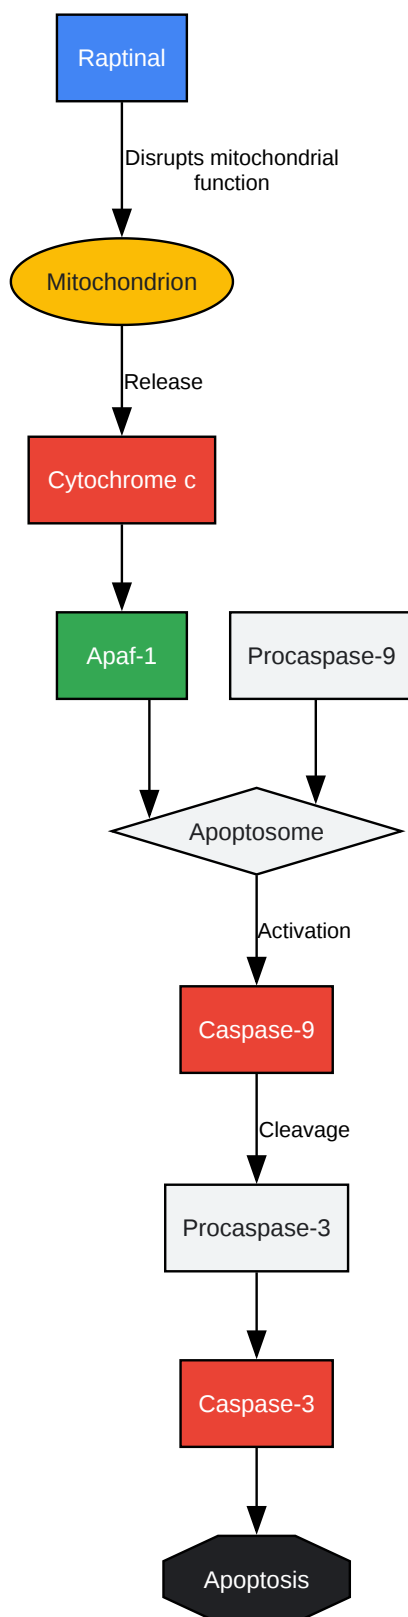 Raptinal
Disrupts mitochondrial
function
Mitochondrion
Release
Cytochrome c
Apaf-1
Procaspase-9
Apoptosome
Activation
Caspase-9
Cleavage
Procaspase-3
Caspase-3
Apoptosis